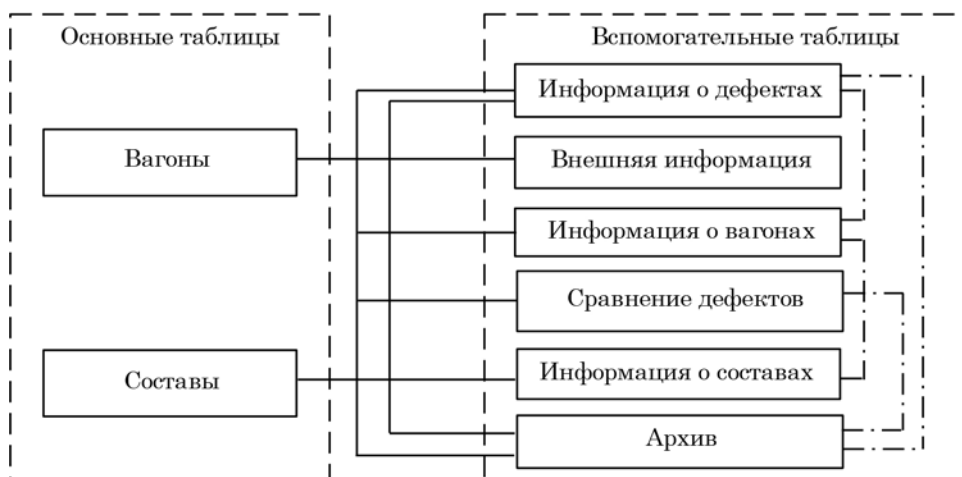 Основные таблицы
Вагоны
Составы
Вспомогательные таблицы
Информация о дефектах
Внешняя информация
Информация о вагонах
Сравнение дефектов
Информация о составах
Архив